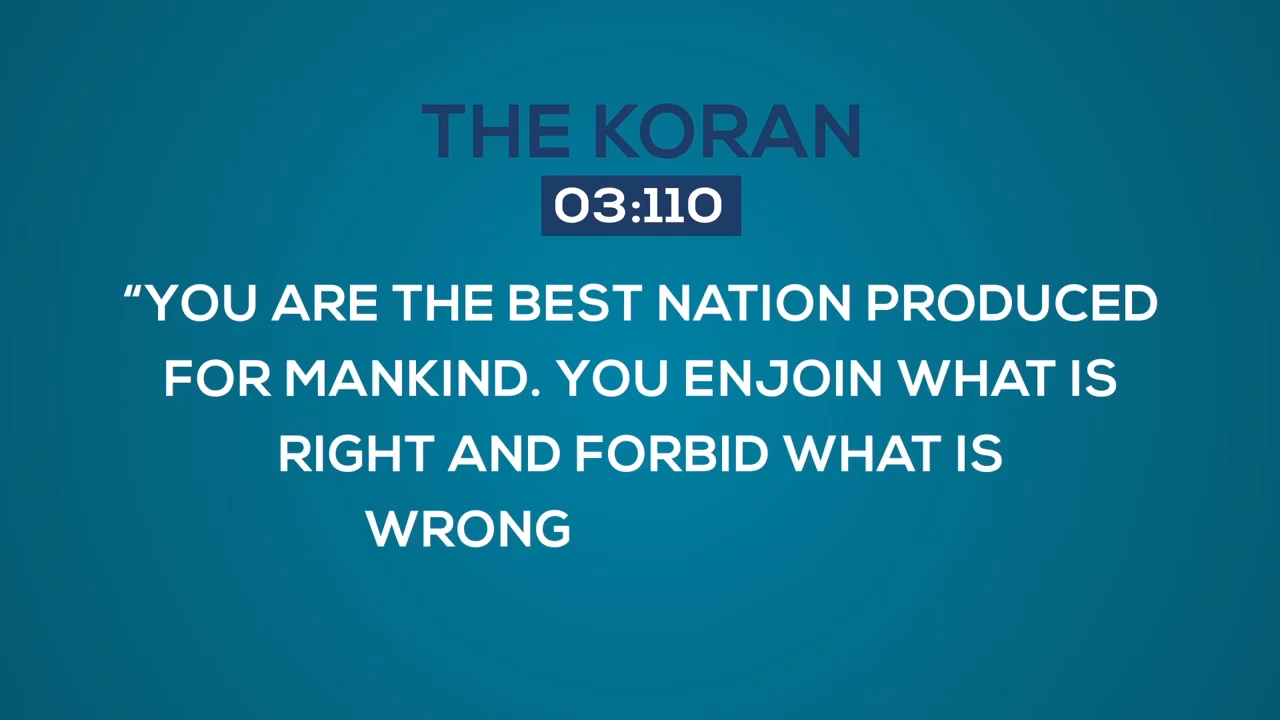 THE KORAN
03:110
“YOU ARE THE BEST NATION PRODUCED
FOR MANKIND. YOU ENJOIN WHAT IS
RIGHT AND FORBID WHAT IS
WRONG